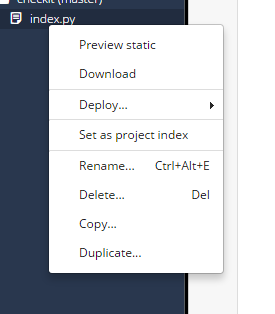 checkit (master)
index.py
Preview static
Download
Deploy...
Set as project index
Rename... Ctrl+Alt+E
Delete... Del
Copy...
Duplicate...